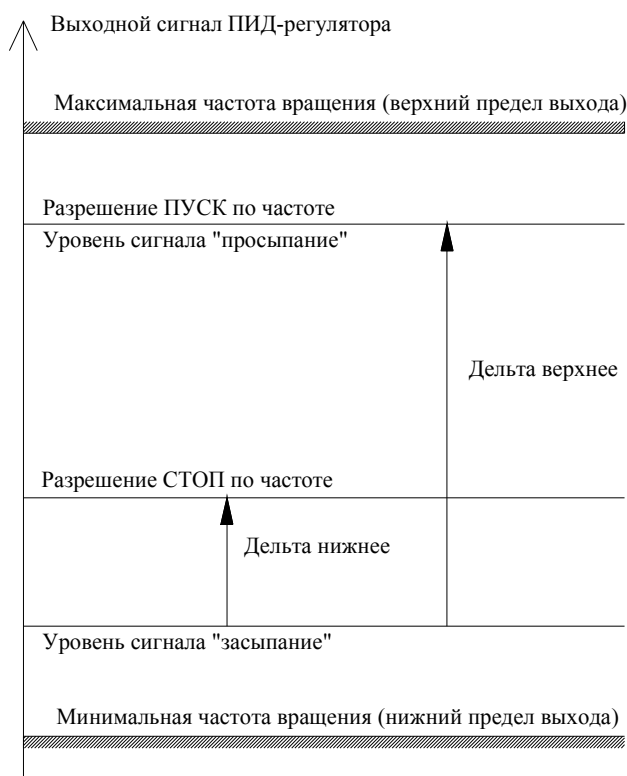 Выходной сигнал ПИД-регулятора
Максимальная частота вращения (верхний предел выхода)
Разрешение ПУСК по частоте
Уровень сигнала "просыпание"
Дельта верхнее
Разрешение СТОП по частоте
Дельта нижнее
Уровень сигнала "засыпание"
Минимальная частота вращения (нижний предел выхода)